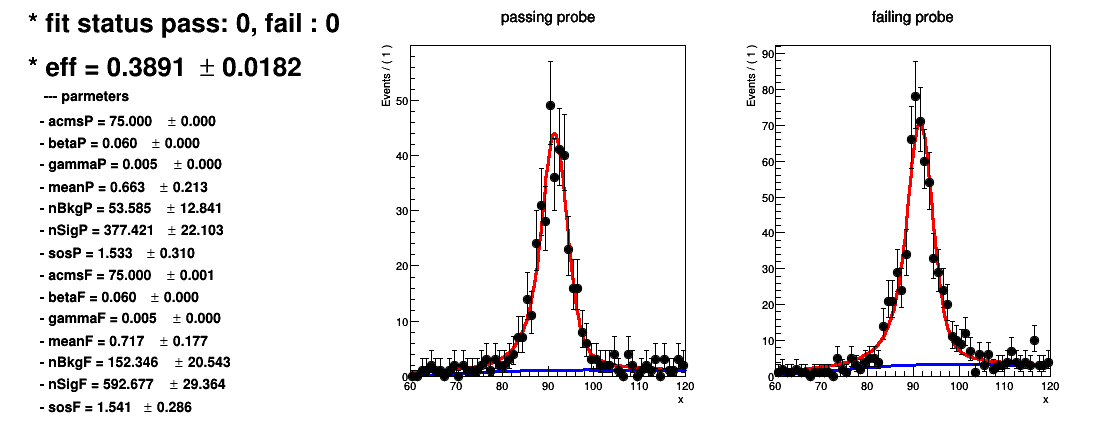 * fit status pass: 0, fail : 0
* eff = 0.3891 ± 0.0182
--- parmeters
- acmsP = 75.000 ± 0.000
- betaP = 0.060 ± 0.000
- gammaP = 0.005 ± 0.000
- meanP = 0.663 ± 0.213
- nBkgP = 53.585 ± 12.841
- nSigP = 377.421 ± 22.103
- sosP = 1.533 ± 0.310
- acmsF = 75.000 ± 0.001
- betaF = 0.060 ± 0.000
- gammaF = 0.005 ± 0.000
- meanF = 0.717 ± 0.177
- nBkgF = 152.346 ± 20.543
- nSigF = 592.677 ± 29.364
- sosF = 1.541 ± 0.286
passing probe
Events / ( 1 )
50
40
30
20
10
0
60 70 80 90 100 110 120
x
failing probe
Events / ( 1 )
90
80
70
60
50
40
30
20
10
0
60 70 80 90 100 110 120
x